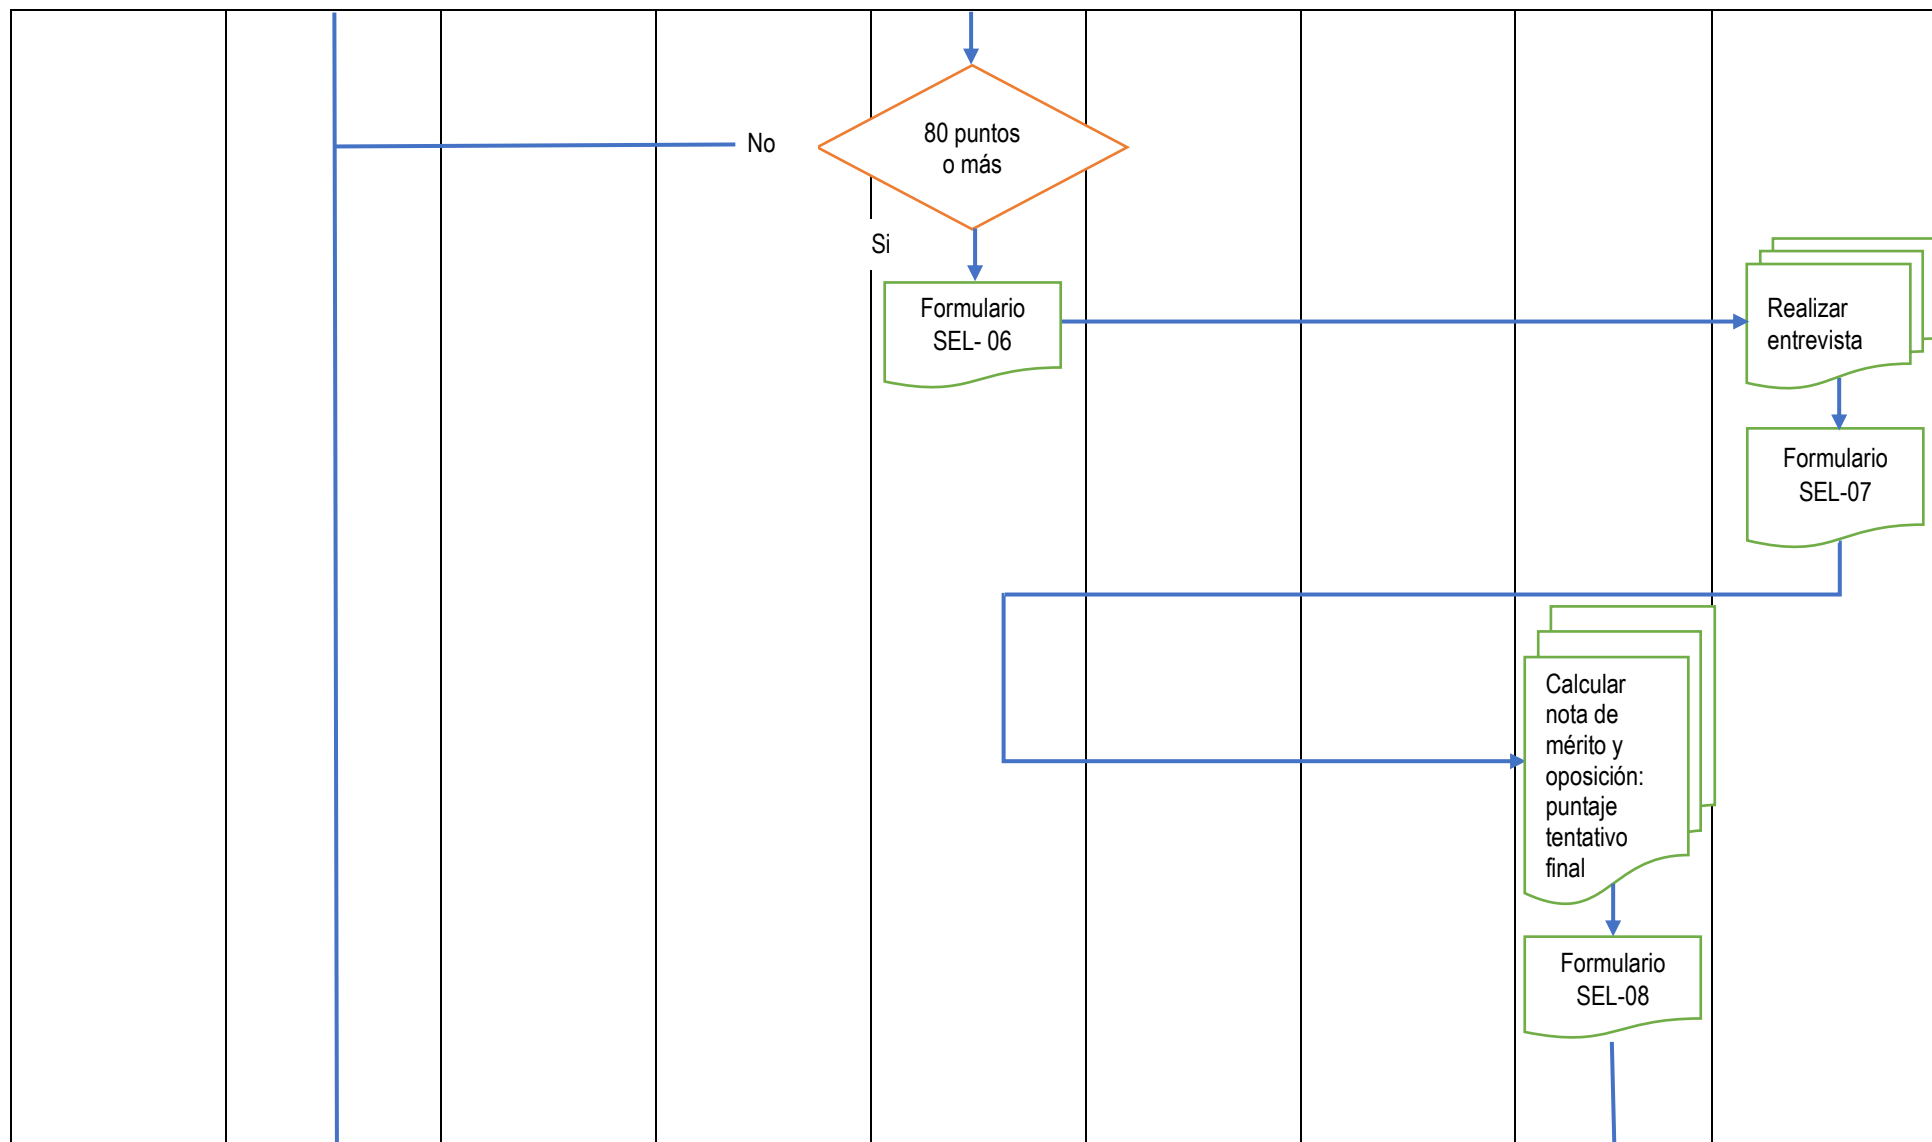 80 puntos
o más
No
Si
Formulario
SEL- 06
Realizar
entrevista
Formulario
SEL-07
Calcular
nota de
mérito y
oposición:
puntaje
tentativo
final
Formulario
SEL-08